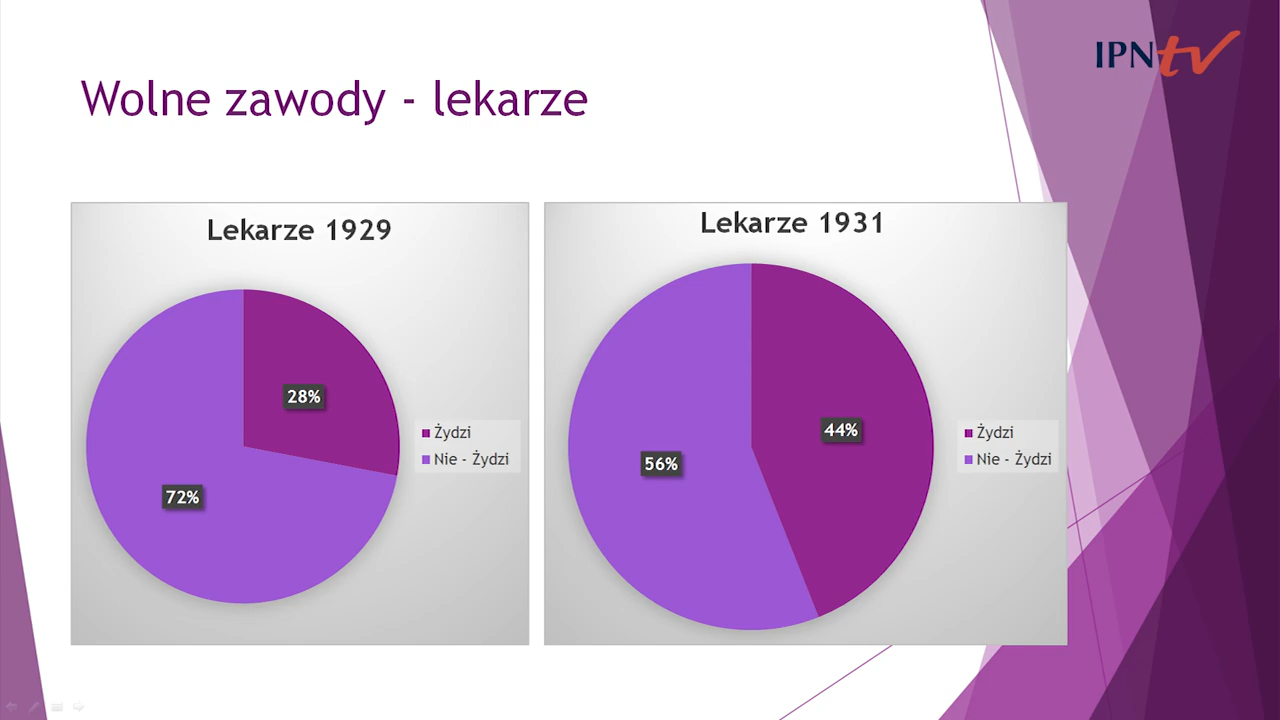 IPNtv
Wolne zawody - lekarze
Lekarze 1929
28%
72%
Żydzi
Nie - Żydzi
Lekarze 1931
44%
56%
Żydzi
Nie - Żydzi